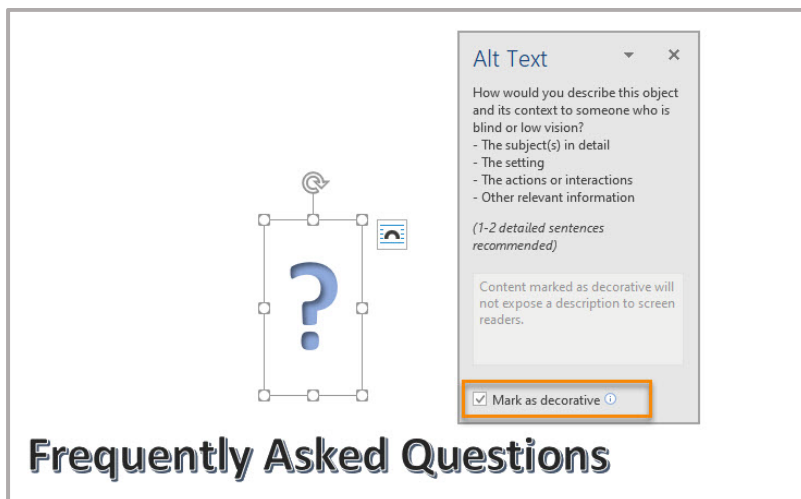 Alt Text
How would you describe this object
and its context to someone who is
blind or low vision?
- The subject(s) in detail
- The setting
- The actions or interactions
- Other relevant information
(1-2 detailed sentences
recommended)
Content marked as decorative will
not expose a description to screen
readers.
?
Mark as decorative
Frequently Asked Questions